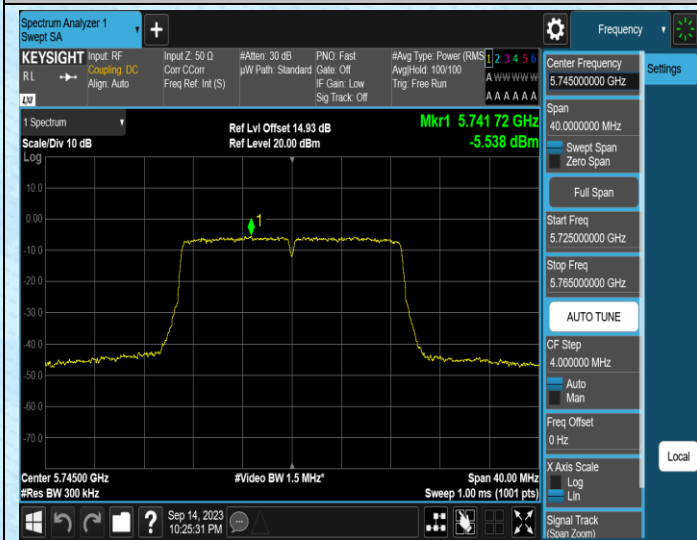 Spectrum Analyzer 1
Swept SA
+
Frequency
KEYSIGHT
RL
Input: RF
Coupling: DC
Align: Auto
Input Z: 50 Ω
Corr CCorr
Freq Ref: Int (S)
#Atten: 30 dB
µW Path: Standard
PNO: Fast
Gate: Off
IF Gain: Low
Sig Track: Off
#Avg Type: Power (RMS
Avg|Hold: 100/100
Trig: Free Run
1 2 3 4 5 6
A W W W W W
A A A A A A
LXI
1 Spectrum
Scale/Div 10 dB
Log
Ref Lvl Offset 14.93 dB
Ref Level 20.00 dBm
Mkr1 5.741 72 GHz
-5.538 dBm
10.0
0.00
-10.0
-20.0
-30.0
-40.0
-50.0
-60.0
-70.0
1
Center 5.74500 GHz
#Res BW 300 kHz
#Video BW 1.5 MHz*
Span 40.00 MHz
Sweep 1.00 ms (1001 pts)
?
Sep 14, 2023
10:25:31 PM
Center Frequency
5.745000000 GHz
Span
40.0000000 MHz
Swept Span
Zero Span
Full Span
Start Freq
5.725000000 GHz
Stop Freq
5.765000000 GHz
AUTO TUNE
CF Step
4.000000 MHz
Auto
Man
Freq Offset
0 Hz
X Axis Scale
Log
Lin
Signal Track
(Span Zoom)
Settings
Local